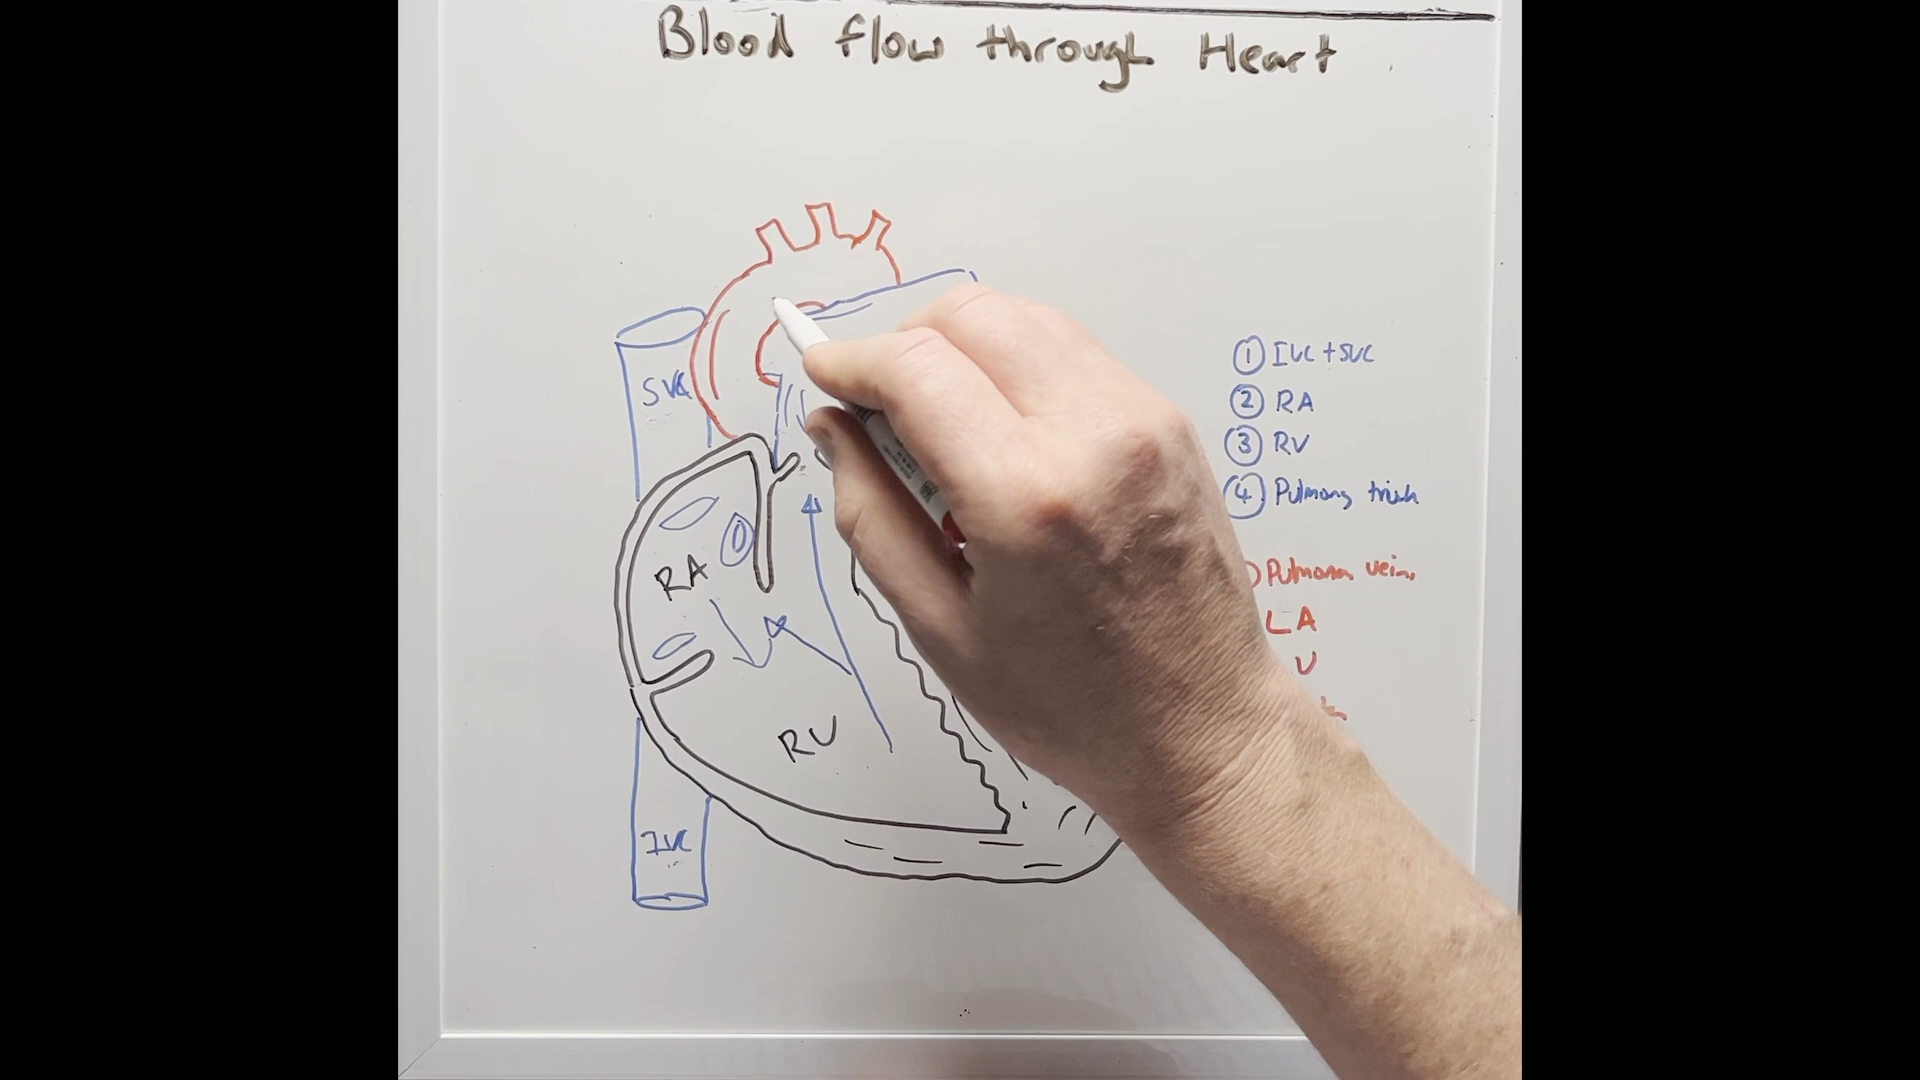 Blood flow through Heart
SVC
RA
RV
IVC
① IVC + SVC
② RA
③ RV
④ Pulmonary trunk
Pulmonary veins
LA
V